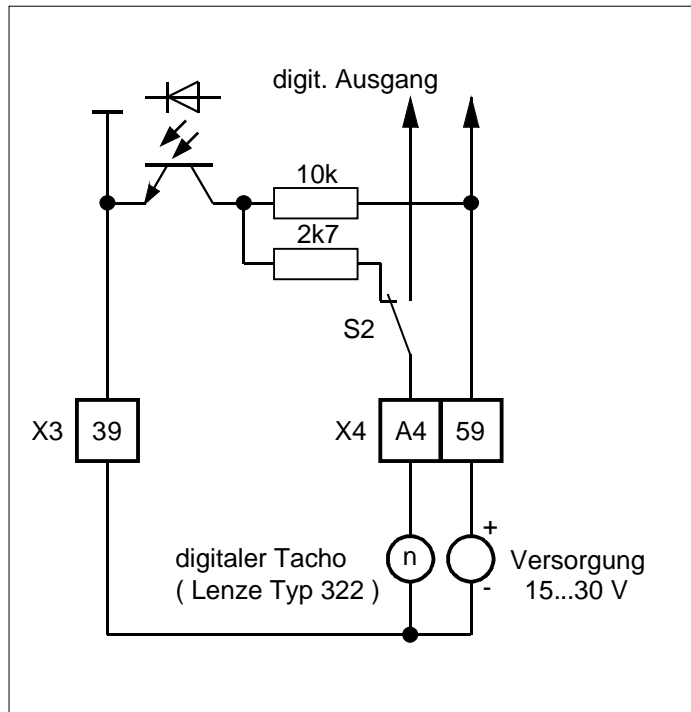 digit. Ausgang
10k
2k7
S2
X3 39
X4 A4 59
+
digitaler Tacho
( Lenze Typ 322 )
n
Versorgung
15...30 V
-